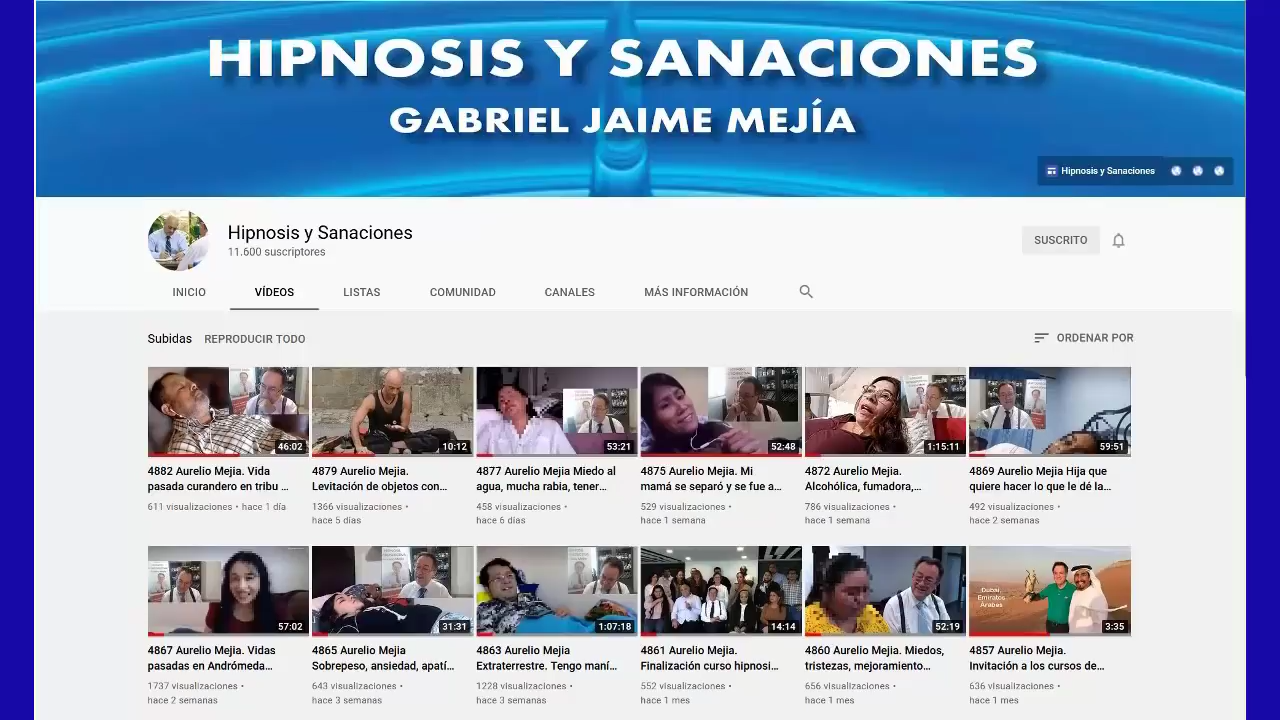 HIPNOSIS Y SANACIONES
GABRIEL JAIME MEJÍA
Hipnosis y Sanaciones
Hipnosis y Sanaciones
11.600 suscriptores
SUSCRITO
INICIO VÍDEOS LISTAS COMUNIDAD CANALES MÁS INFORMACIÓN
Subidas REPRODUCIR TODO ORDENAR POR
46:02 10:12 53:21 52:48 1:15:11 59:51
4882 Aurelio Mejia. Vida
pasada curandero en tribu ...
611 visualizaciones • hace 1 día
4879 Aurelio Mejia.
Levitación de objetos con...
1366 visualizaciones •
hace 5 días
4877 Aurelio Mejia Miedo al
agua, mucha rabia, tener...
458 visualizaciones •
hace 6 días
4875 Aurelio Mejia. Mi
mamá se separó y se fue a...
529 visualizaciones •
hace 1 semana
4872 Aurelio Mejia.
Alcohólica, fumadora,...
786 visualizaciones •
hace 1 semana
4869 Aurelio Mejia Hija que
quiere hacer lo que le dé la...
492 visualizaciones •
hace 2 semanas
Dubai,
Emiratos
Arabes
57:02 31:31 1:07:18 14:14 52:19 3:35
4867 Aurelio Mejia. Vidas
pasadas en Andrómeda...
1737 visualizaciones •
hace 2 semanas
4865 Aurelio Mejia
Sobrepeso, ansiedad, apatí...
643 visualizaciones •
hace 3 semanas
4863 Aurelio Mejia
Extraterrestre. Tengo maní...
1228 visualizaciones •
hace 3 semanas
4861 Aurelio Mejia.
Finalización curso hipnosi...
552 visualizaciones •
hace 1 mes
4860 Aurelio Mejia. Miedos,
tristezas, mejoramiento...
656 visualizaciones •
hace 1 mes
4857 Aurelio Mejia.
Invitación a los cursos de...
636 visualizaciones •
hace 1 mes